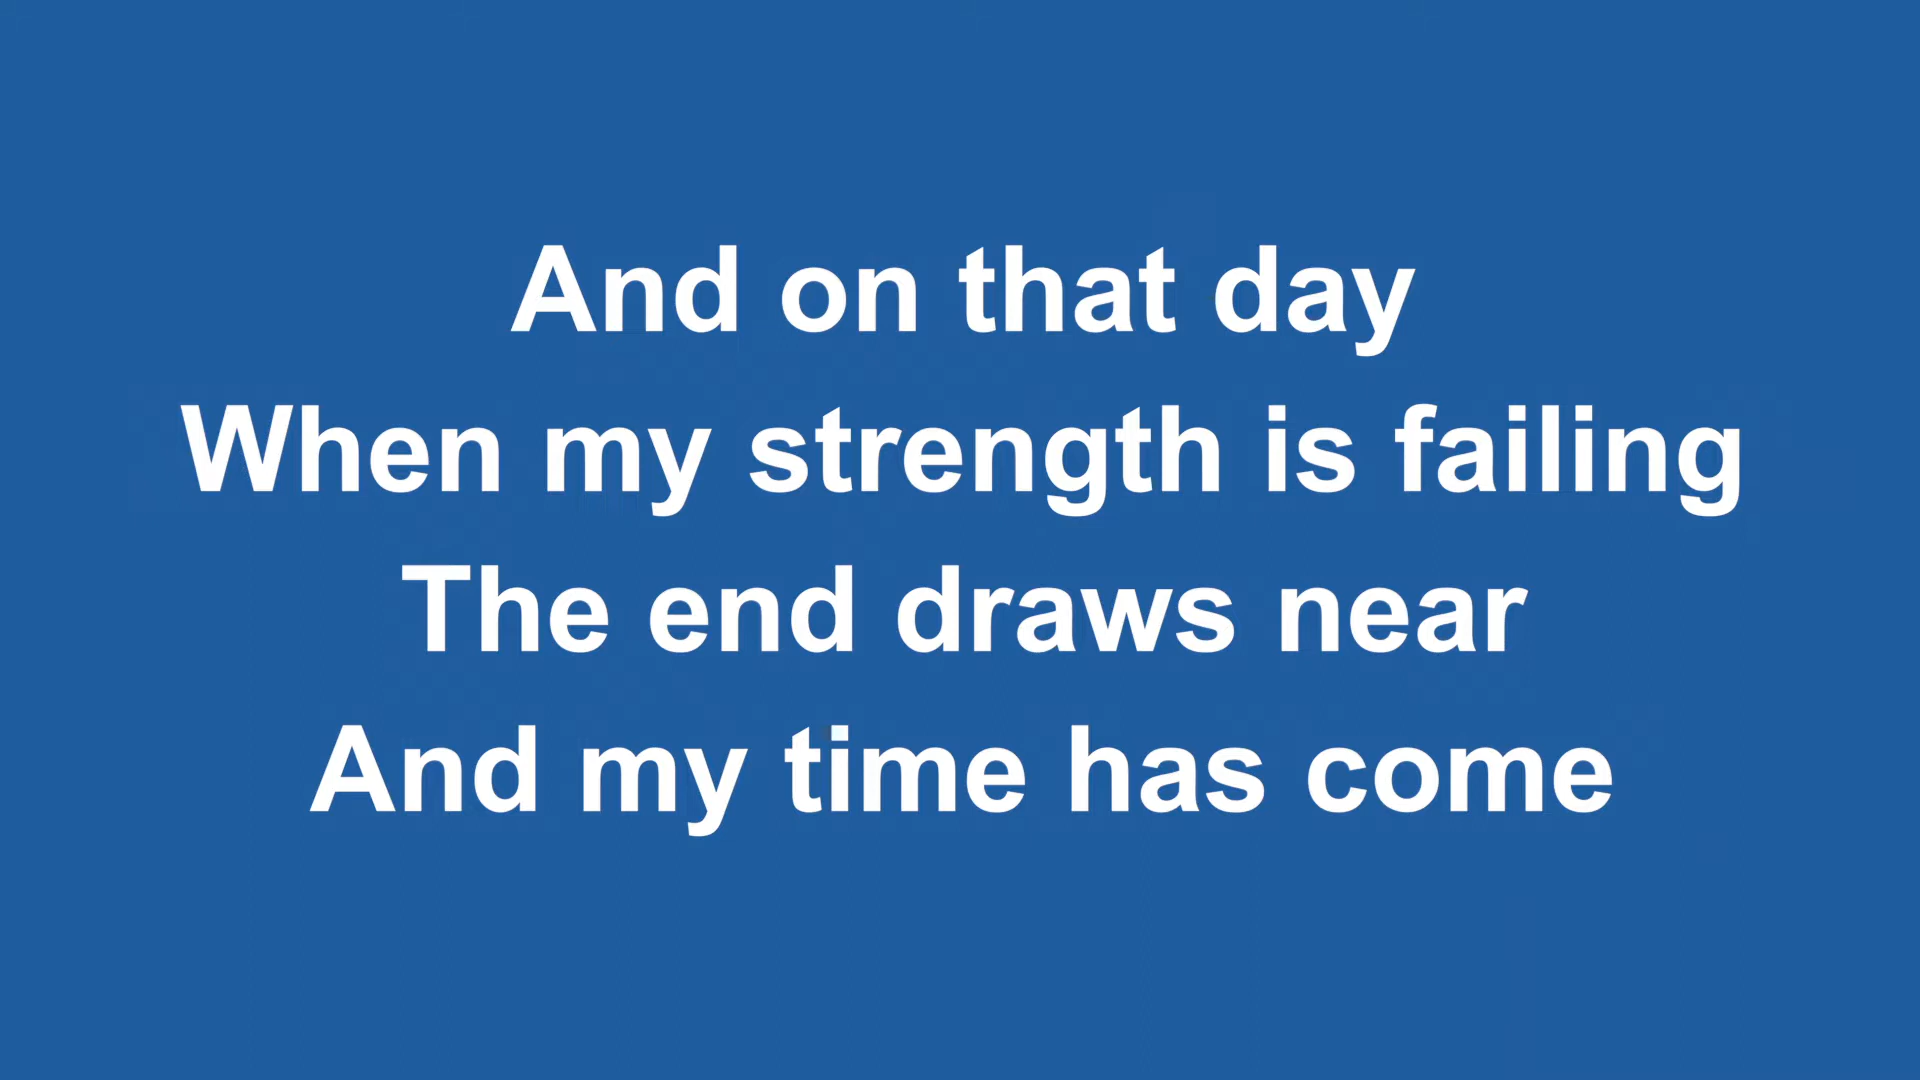 And on that day
When my strength is failing
The end draws near
And my time has come